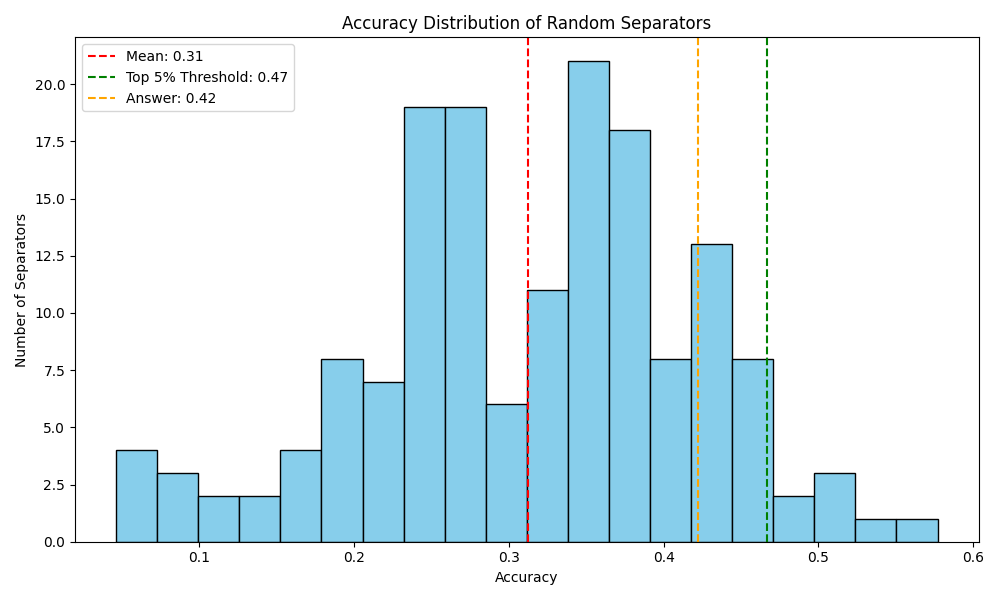 Accuracy Distribution of Random Separators
Mean: 0.31
Top 5% Threshold: 0.47
Answer: 0.42
Number of Separators
20.0
17.5
15.0
12.5
10.0
7.5
5.0
2.5
0.0
0.1 0.2 0.3 0.4 0.5 0.6
Accuracy